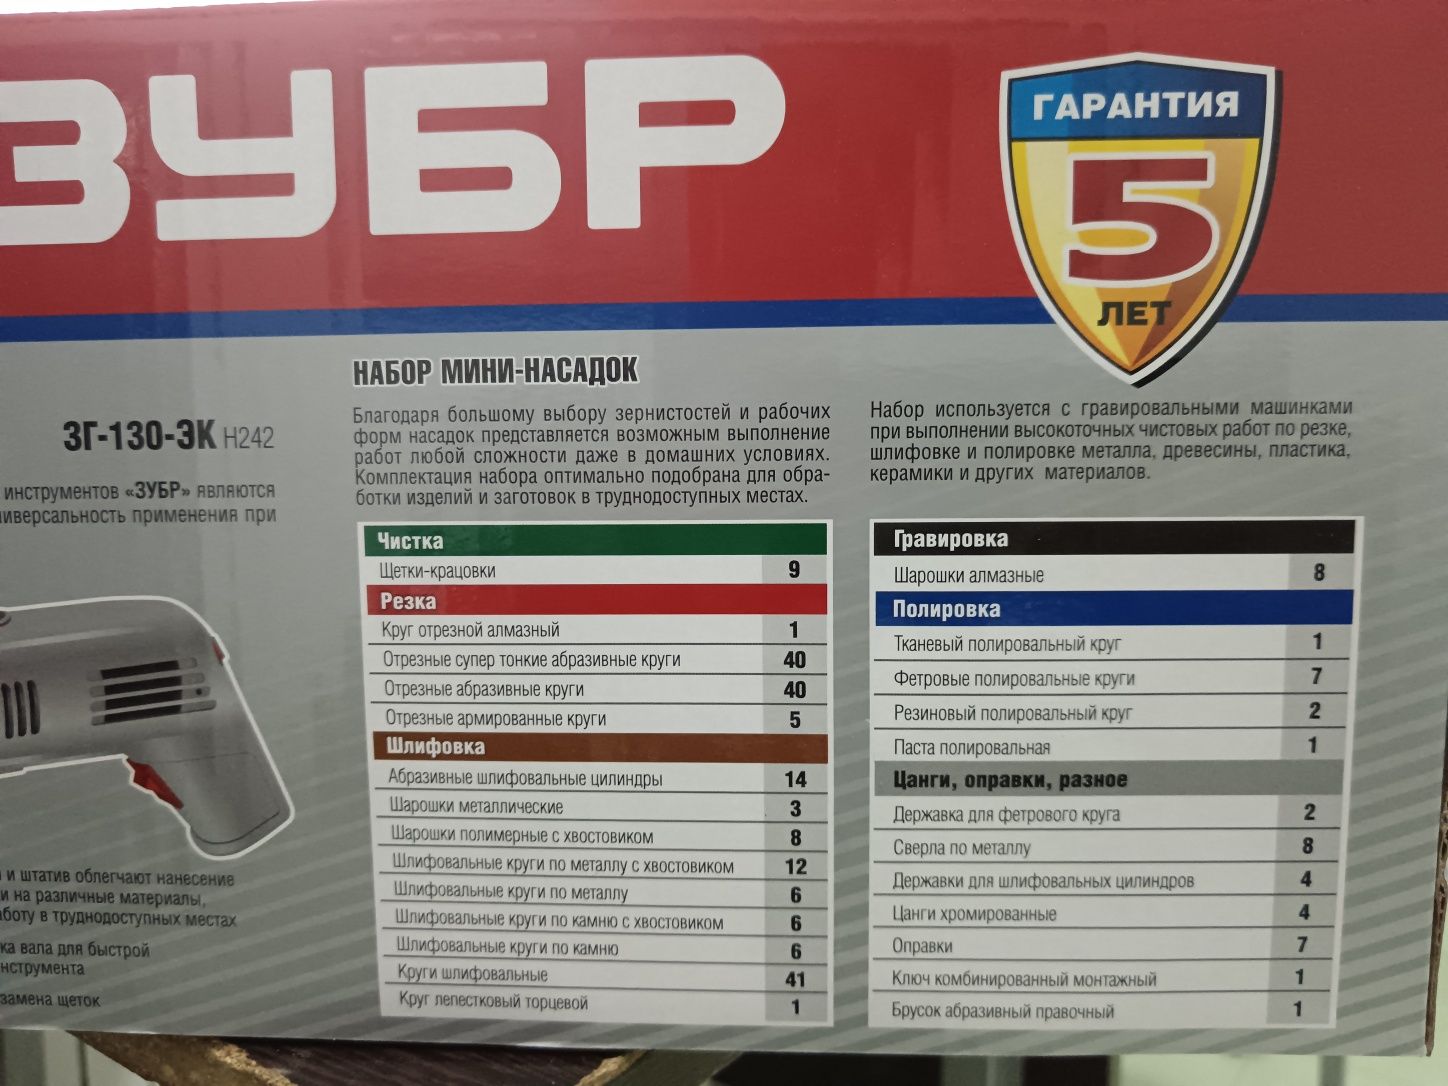 ЗУБР
ГАРАНТИЯ
5
ЛЕТ
ЗГ-130-ЭК Н242
инструментов «ЗУБР» являются
применения при
и штатив облегчают нанесение
и на различные материалы,
в труднодоступных местах
вала для быстрой
замена щеток
НАБОР МИНИ-НАСАДОК
Благодаря большому выбору зернистостей и рабочих
форм насадок представляется возможным выполнение
работ любой сложности даже в домашних условиях.
Комплектация набора оптимально подобрана для обра-
ботки изделий и заготовок в труднодоступных местах.
Чистка
Щетки-крацовки 9
Резка
Круг отрезной алмазный 1
Отрезные супер тонкие абразивные круги 40
Отрезные абразивные круги 40
Отрезные армированные круги 5
Шлифовка
Абразивные шлифовальные цилиндры 14
Шарошки металлические 3
Шарошки полимерные с хвостовиком 8
Шлифовальные круги по металлу с хвостовиком 12
Шлифовальные круги по металлу 6
Шлифовальные круги по камню с хвостовиком 6
Шлифовальные круги по камню 6
Круги шлифовальные 41
Круг лепестковый торцевой 1
Набор используется с гравировальными машинками
при выполнении высокоточных чистовых работ по резке,
шлифовке и полировке металла, древесины, пластика,
керамики и других материалов.
Гравировка
Шарошки алмазные 8
Полировка
Тканевый полировальный круг 1
Фетровые полировальные круги 7
Резиновый полировальный круг 2
Паста полировальная 1
Цанги, оправки, разное
Державка для фетрового круга 2
Сверла по металлу 8
Державки для шлифовальных цилиндров 4
Цанги хромированные 4
Оправки 7
Ключ комбинированный монтажный 1
Брусок абразивный правочный 1